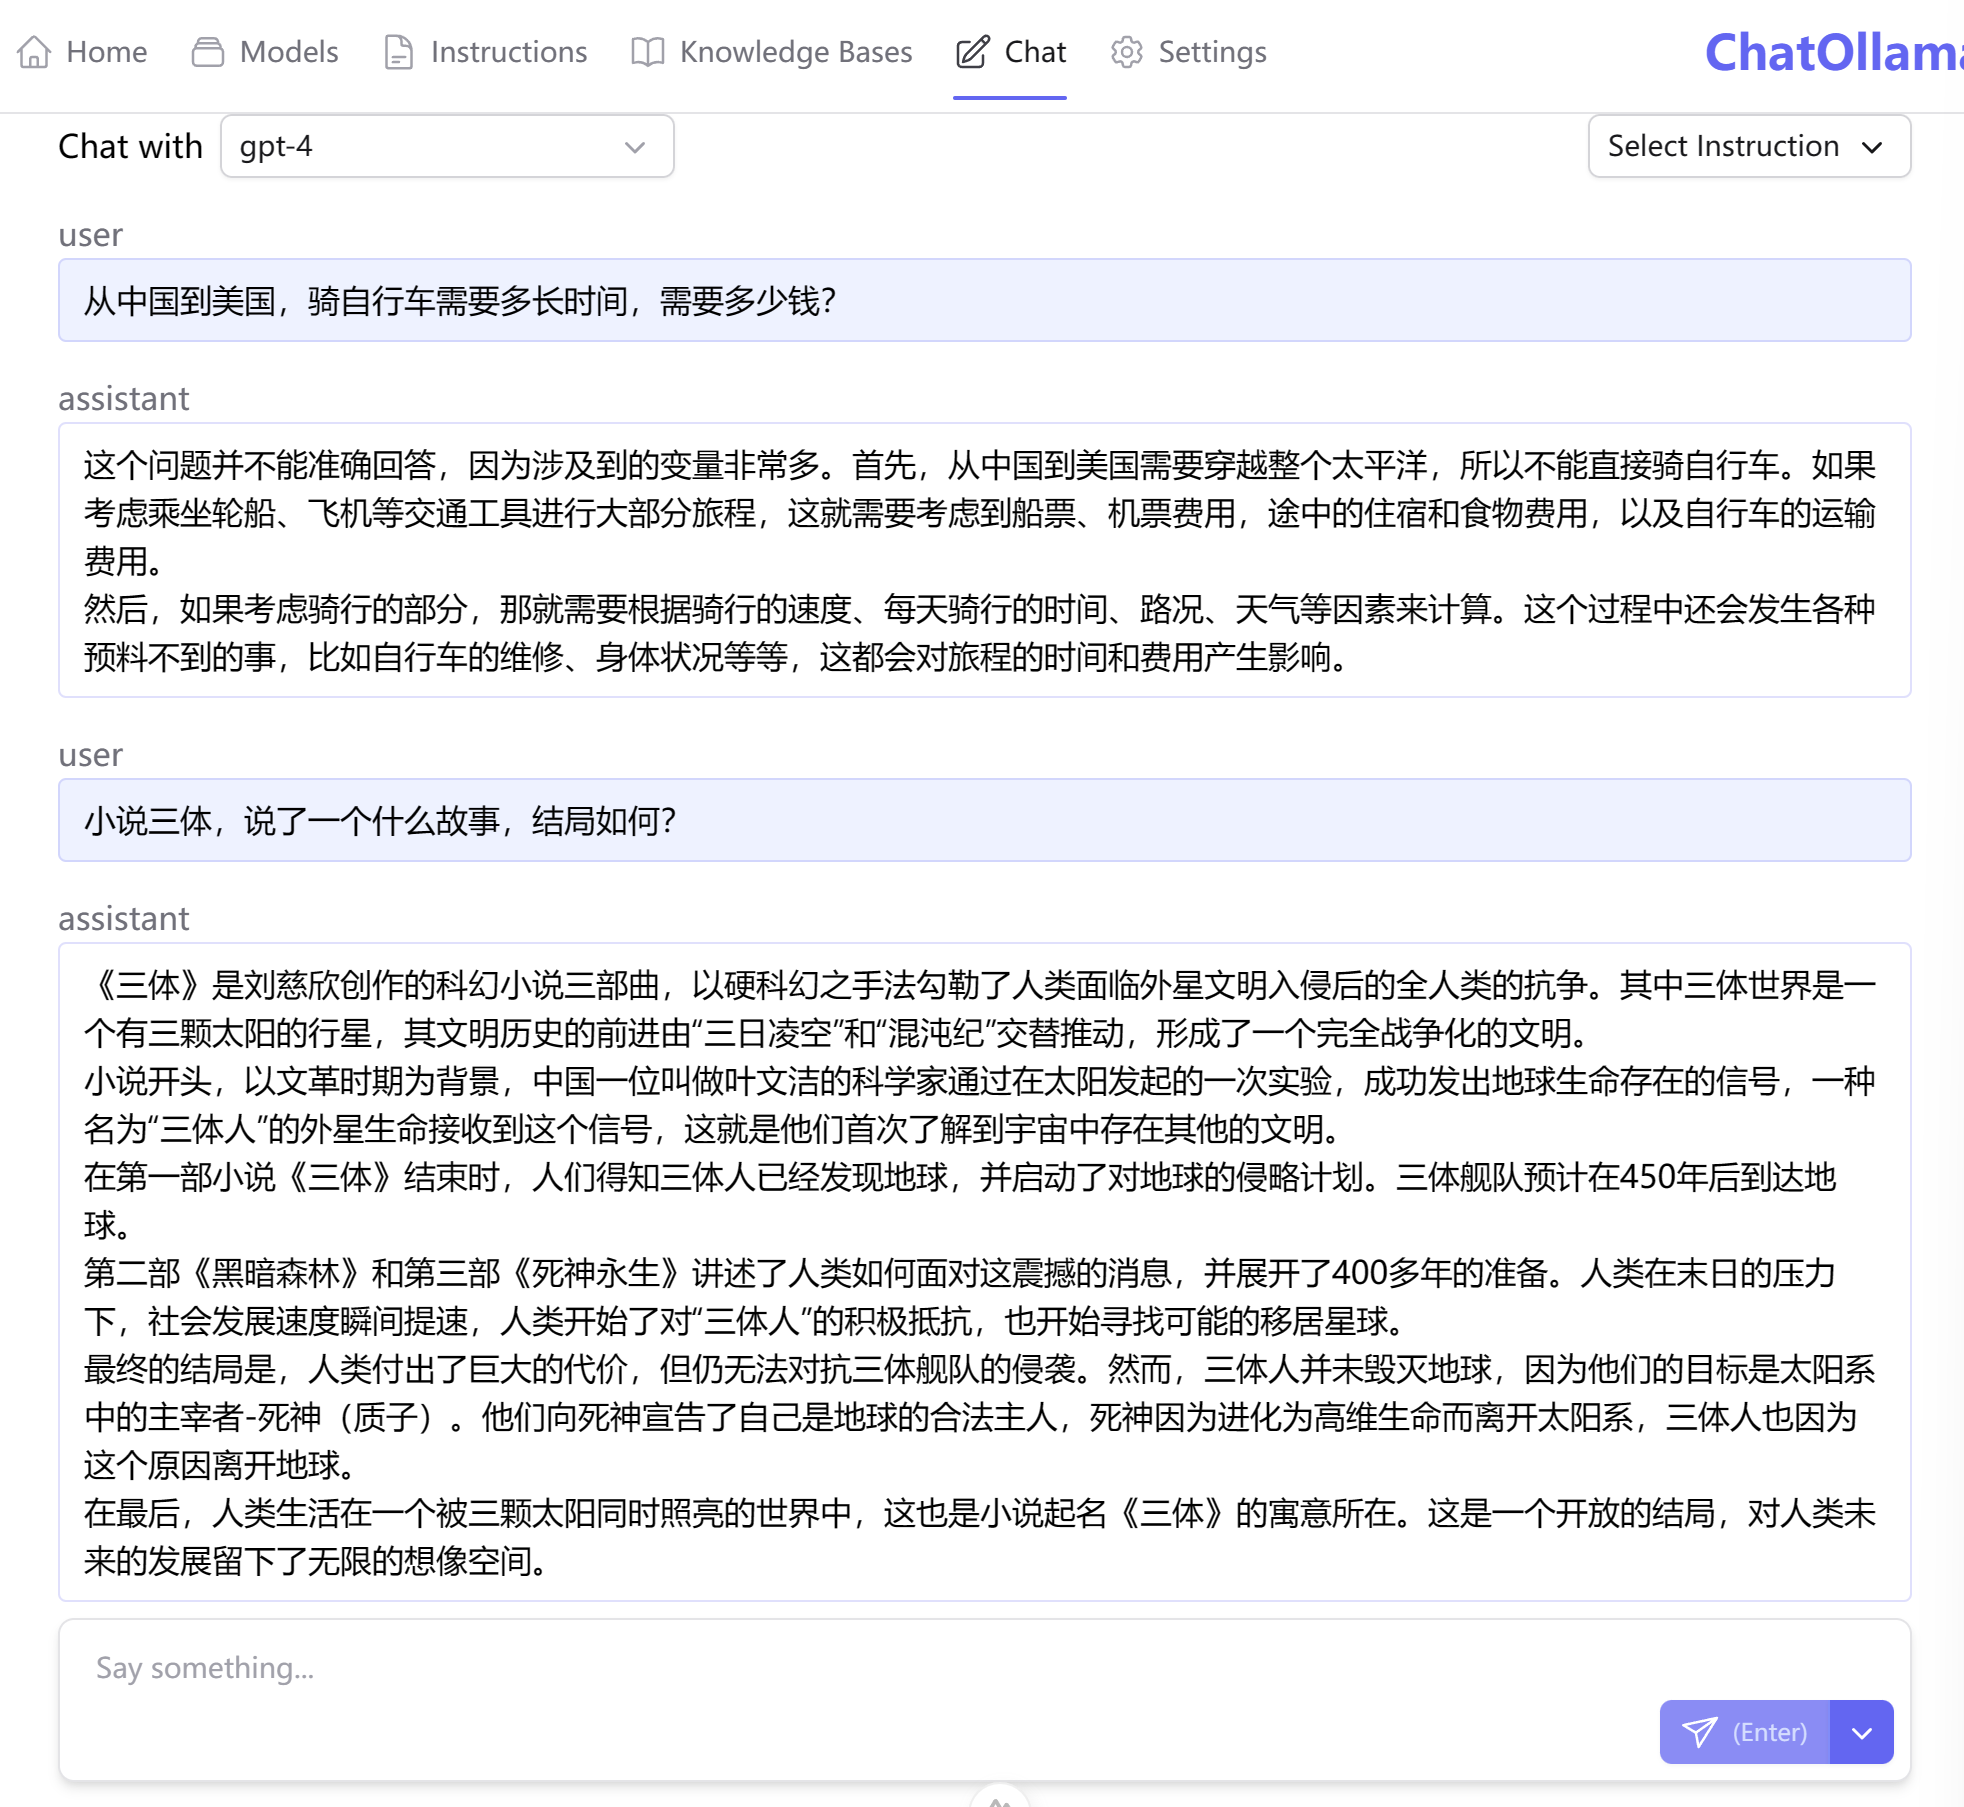 Home Models Instructions Knowledge Bases Chat Settings ChatOllama
Chat with gpt-4 Select Instruction
user
从中国到美国，骑自行车需要多长时间，需要多少钱？
assistant
这个问题并不能准确回答，因为涉及到的变量非常多。首先，从中国到美国需要穿越整个太平洋，所以不能直接骑自行车。如果
考虑乘坐轮船、飞机等交通工具进行大部分旅程，这就需要考虑到船票、机票费用，途中的住宿和食物费用，以及自行车的运输
费用。
然后，如果考虑骑行的部分，那就需要根据骑行的速度、每天骑行的时间、路况、天气等因素来计算。这个过程中还会发生各种
预料不到的事，比如自行车的维修、身体状况等等，这都会对旅程的时间和费用产生影响。
user
小说三体，说了一个什么故事，结局如何？
assistant
《三体》是刘慈欣创作的科幻小说三部曲，以硬科幻之手法勾勒了人类面临外星文明入侵后的全人类的抗争。其中三体世界是一
个有三颗太阳的行星，其文明历史的前进由“三日凌空”和“混沌纪”交替推动，形成了一个完全战争化的文明。
小说开头，以文革时期为背景，中国一位叫做叶文洁的科学家通过在太阳发起的一次实验，成功发出地球生命存在的信号，一种
名为“三体人”的外星生命接收到这个信号，这就是他们首次了解到宇宙中存在其他的文明。
在第一部小说《三体》结束时，人们得知三体人已经发现地球，并启动了对地球的侵略计划。三体舰队预计在450年后到达地
球。
第二部《黑暗森林》和第三部《死神永生》讲述了人类如何面对这震撼的消息，并展开了400多年的准备。人类在末日的压力
下，社会发展速度瞬间提速，人类开始了对“三体人”的积极抵抗，也开始寻找可能的移居星球。
最终的结局是，人类付出了巨大的代价，但仍无法对抗三体舰队的侵袭。然而，三体人并未毁灭地球，因为他们的目标是太阳系
中的主宰者-死神（质子）。他们向死神宣告了自己是地球的合法主人，死神因为进化为高维生命而离开太阳系，三体人也因为
这个原因离开地球。
在最后，人类生活在一个被三颗太阳同时照亮的世界中，这也是小说起名《三体》的寓意所在。这是一个开放的结局，对人类未
来的发展留下了无限的想像空间。
Say something...
(Enter)